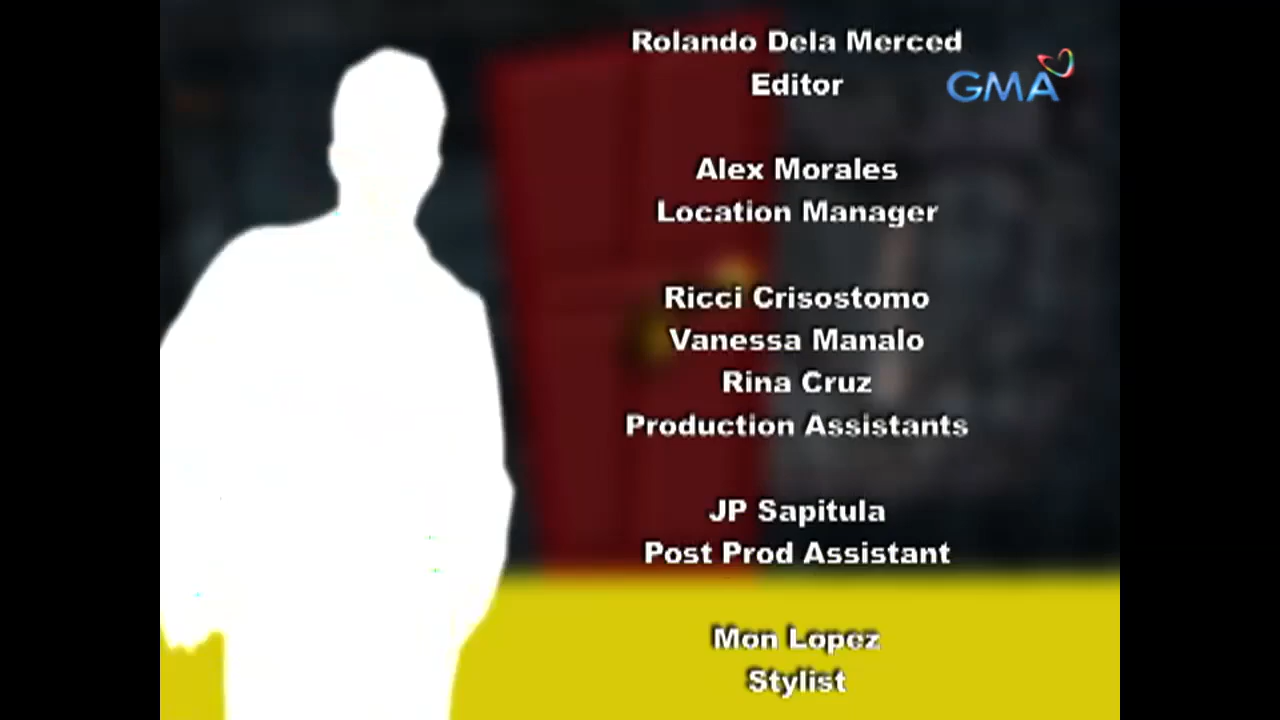 Rolando Dela Merced
Editor
GMA
Alex Morales
Location Manager
Ricci Crisostomo
Vanessa Manalo
Rina Cruz
Production Assistants
JP Sapitula
Post Prod Assistant
Mon Lopez
Stylist